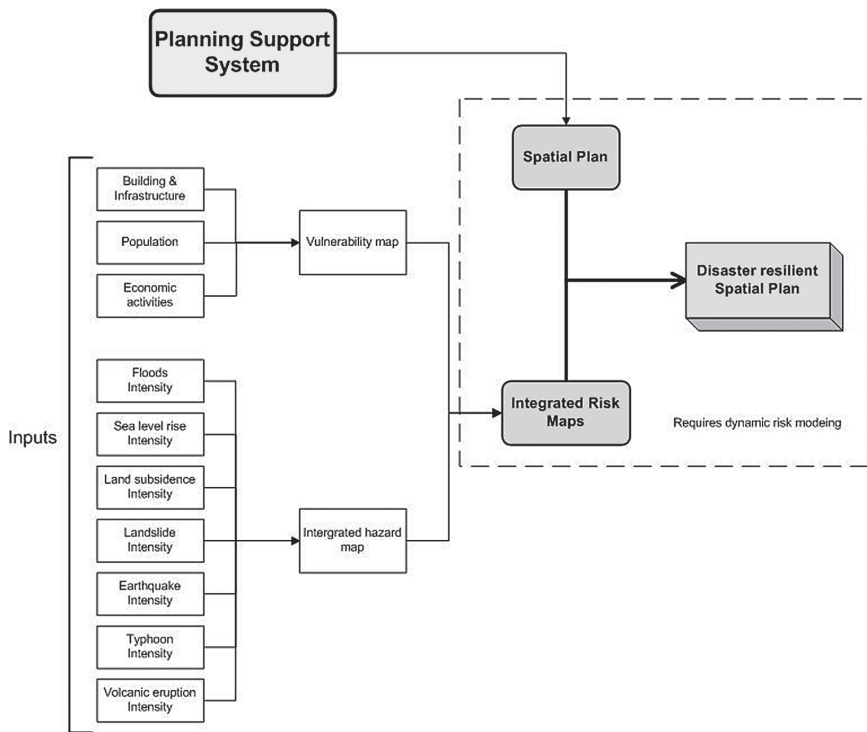 Planning Support
System
Spatial Plan
Building &
Infrastructure
Population
Vulnerability map
Economic
activities
Disaster resilient
Spatial Plan
Inputs
Floods
Intensity
Sea level rise
Intensity
Land subsidence
Intensity
Landslide
Intensity
Earthquake
Intensity
Typhoon
Intensity
Volcanic eruption
Intensity
Intergrated hazard
map
Integrated Risk
Maps
Requires dynamic risk modeing